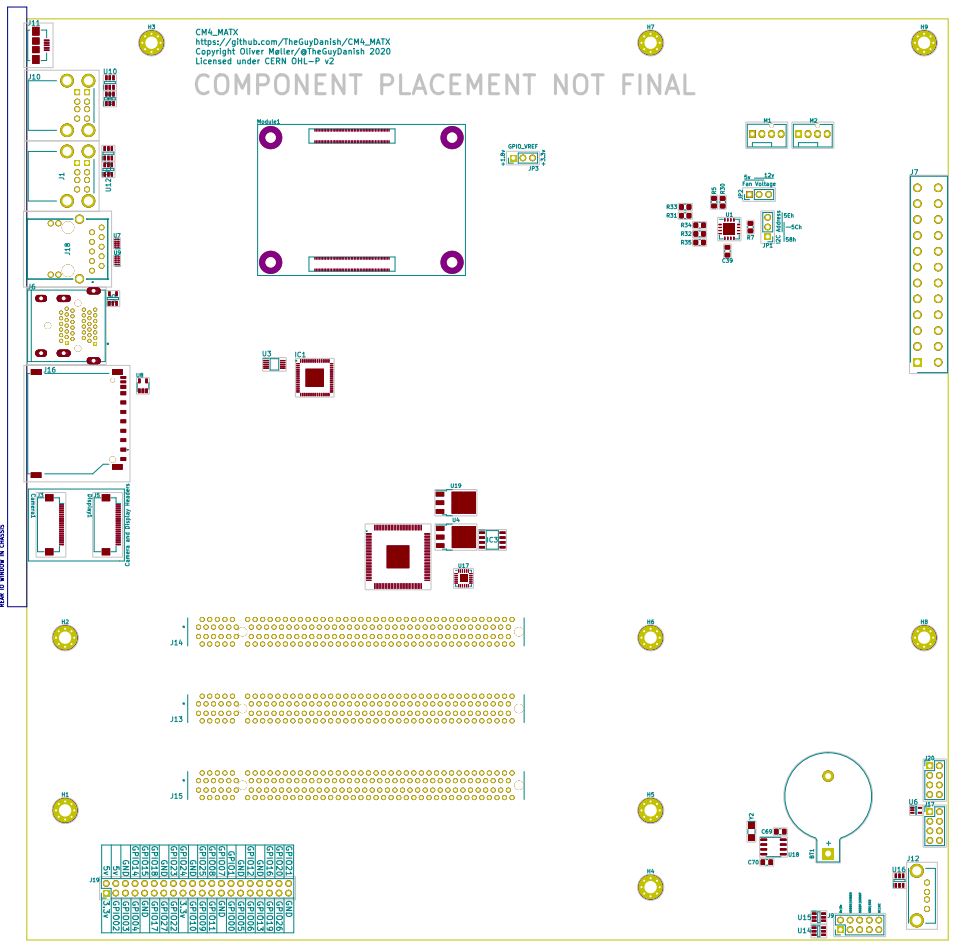 J11
H3
CM4_MATX
https://github.com/TheGuyDanish/CM4_MATX
Copyright Oliver Møller/@TheGuyDanish 2020
Licensed under CERN OHL-P v2
H7
H9
COMPONENT PLACEMENT NOT FINAL
J10
U10
Module1
M1
M2
GPIO_VREF
+1.8v
+3.3v
JP3
J1
U12
J7
5v
12v
Fan Voltage
JP2
R5
R30
R33
R31
R34
R32
R35
U1
R7
C39
I2C Address
5Eh
5Ch
58h
JP1
J18
U7
U9
J6
U3
IC1
J16
U8
J3
Camera1
J5
Display1
Camera and Display Headers
REAR IO WINDOW IN CHASSIS
U19
U4
IC3
U17
H2
H6
H8
J14
J13
J15
H1
H5
J20
U6
J17
Y2
C69
U18
C70
BT1
+
H4
J12
U16
U15
U14
J9
J19
5v
5v
GND
GPIO14
GPIO15
GPIO18
GND
GPIO23
GPIO24
GND
GPIO25
GPIO08
GPIO07
GPIO1
GND
GPIO12
GND
GPIO16
GPIO20
GPIO21
3.3v
GPIO02
GPIO03
GPIO04
GND
GPIO17
GPIO27
GPIO22
3.3v
GPIO10
GPIO09
GPIO11
GND
GPIO00
GPIO05
GPIO06
GPIO13
GPIO19
GPIO26
GND